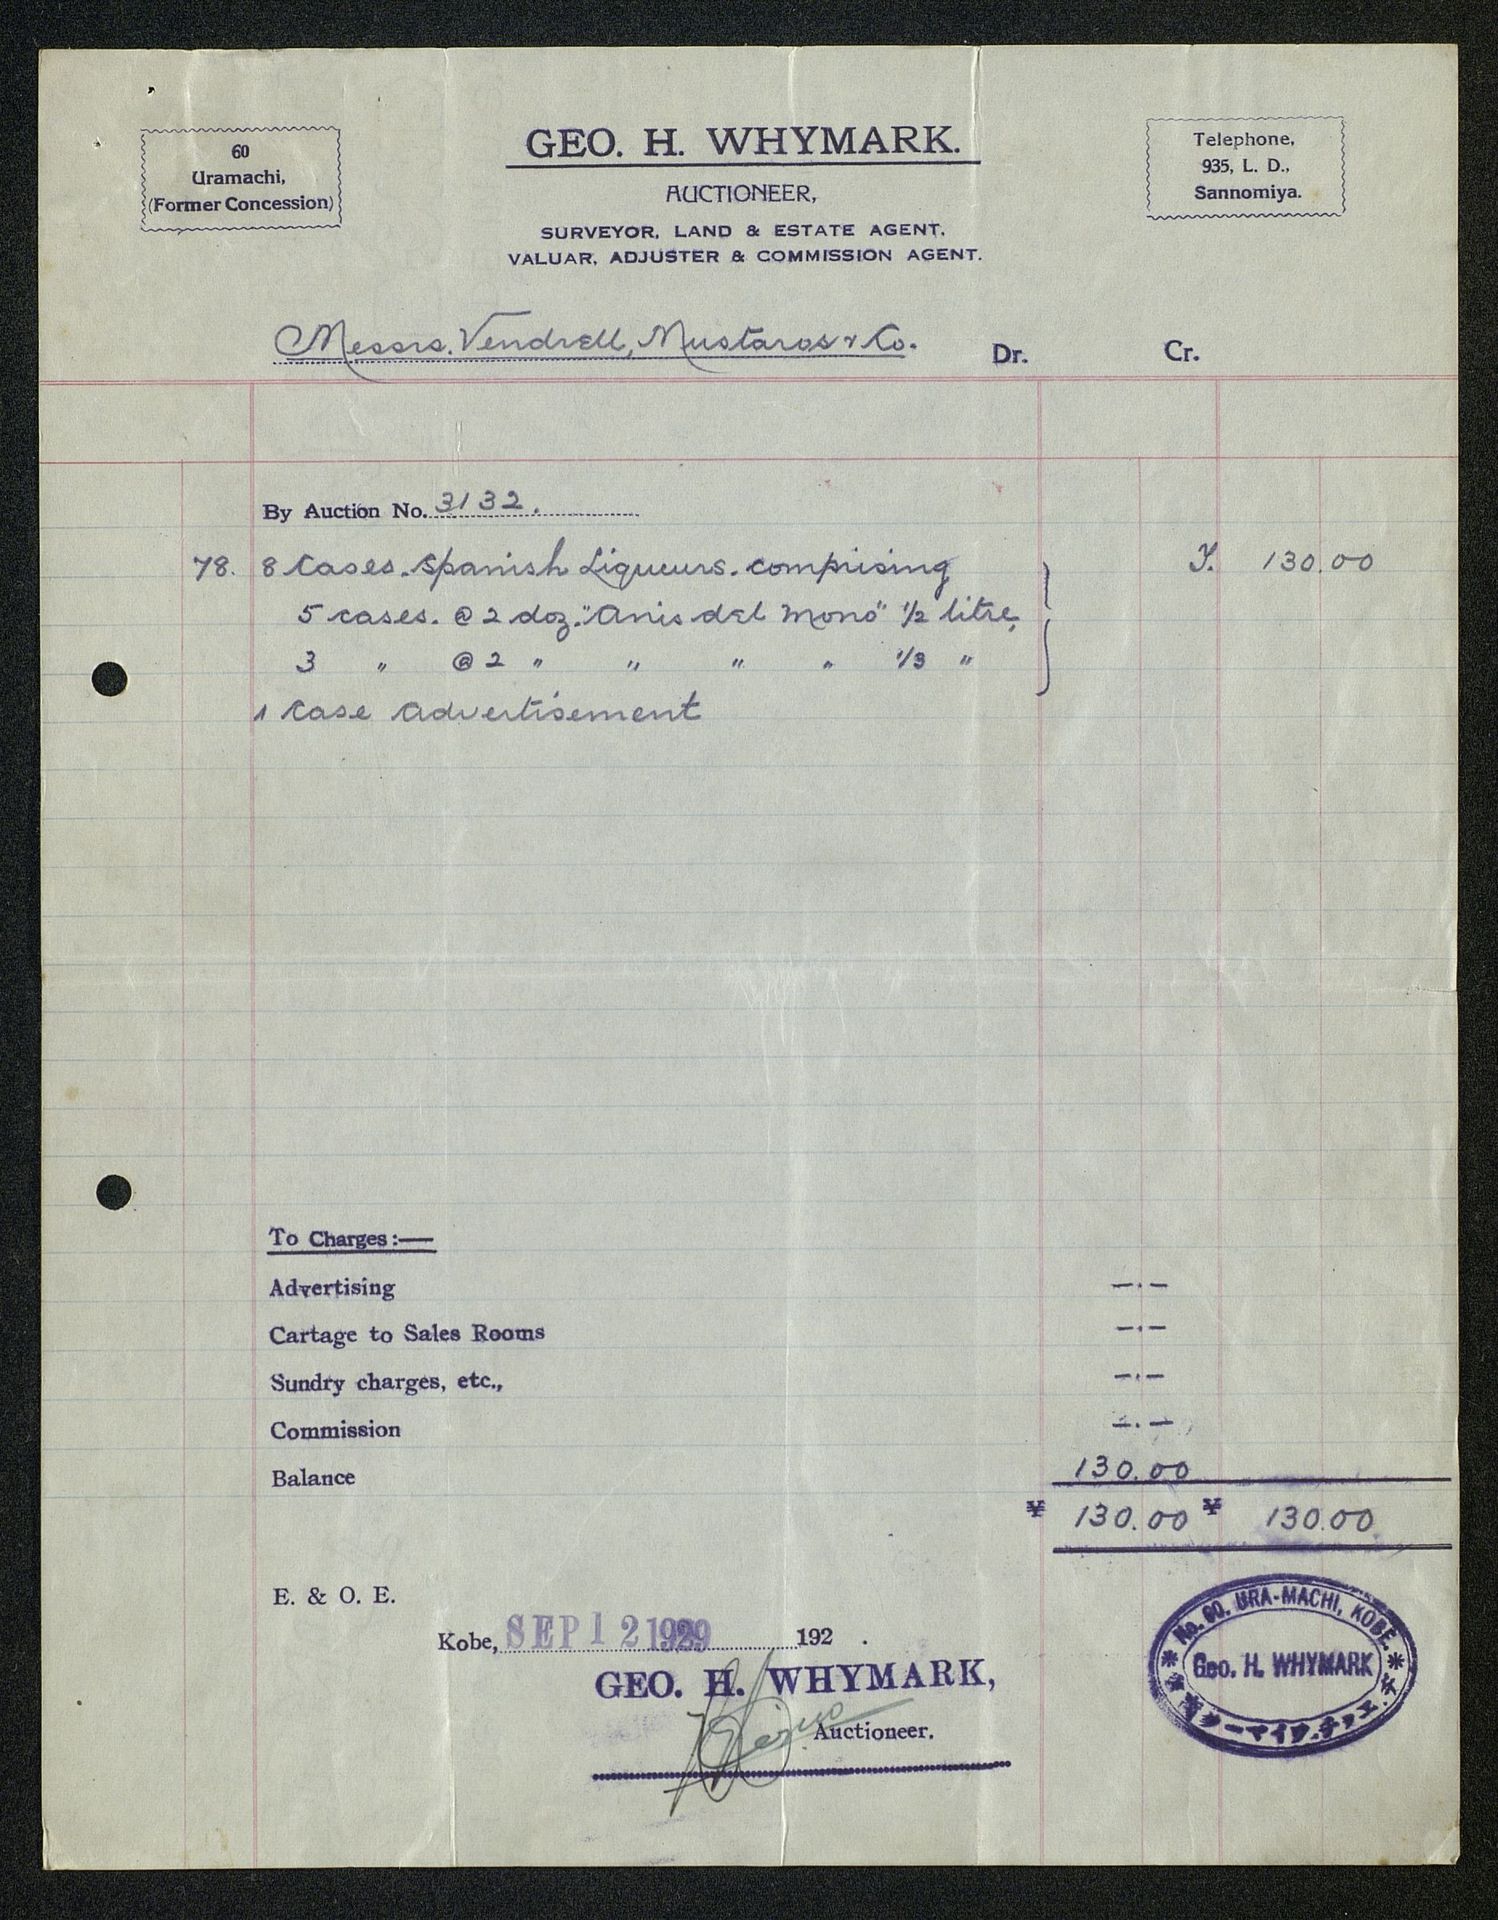 60
Uramachi,
(Former Concession)
GEO. H. WHYMARK.
AUCTIONEER,
SURVEYOR, LAND & ESTATE AGENT.
VALUAR, ADJUSTER & COMMISSION AGENT.
Telephone,
935, L. D.,
Sannomiya.
Messrs. Vendrell, Mustaros & Co. Dr. Cr.
By Auction No. 3132.
78. 8 Cases. Spanish Liqueurs. comprising Y. 130.00
5 cases. @ 2 doz. "Anis del Mono" 1/2 litre,
3 " @ 2 " " " " 1/3 "
1 Case advertisement
To Charges :—
Advertising —.—
Cartage to Sales Rooms —.—
Sundry charges, etc., —.—
Commission —.—
Balance 130.00
¥ 130.00 ¥ 130.00
E. & O. E.
Kobe, SEP 12 1929 192 .
GEO. H. WHYMARK,
Auctioneer.
No. 60. URA-MACHI, KOBE.
Geo. H. WHYMARK